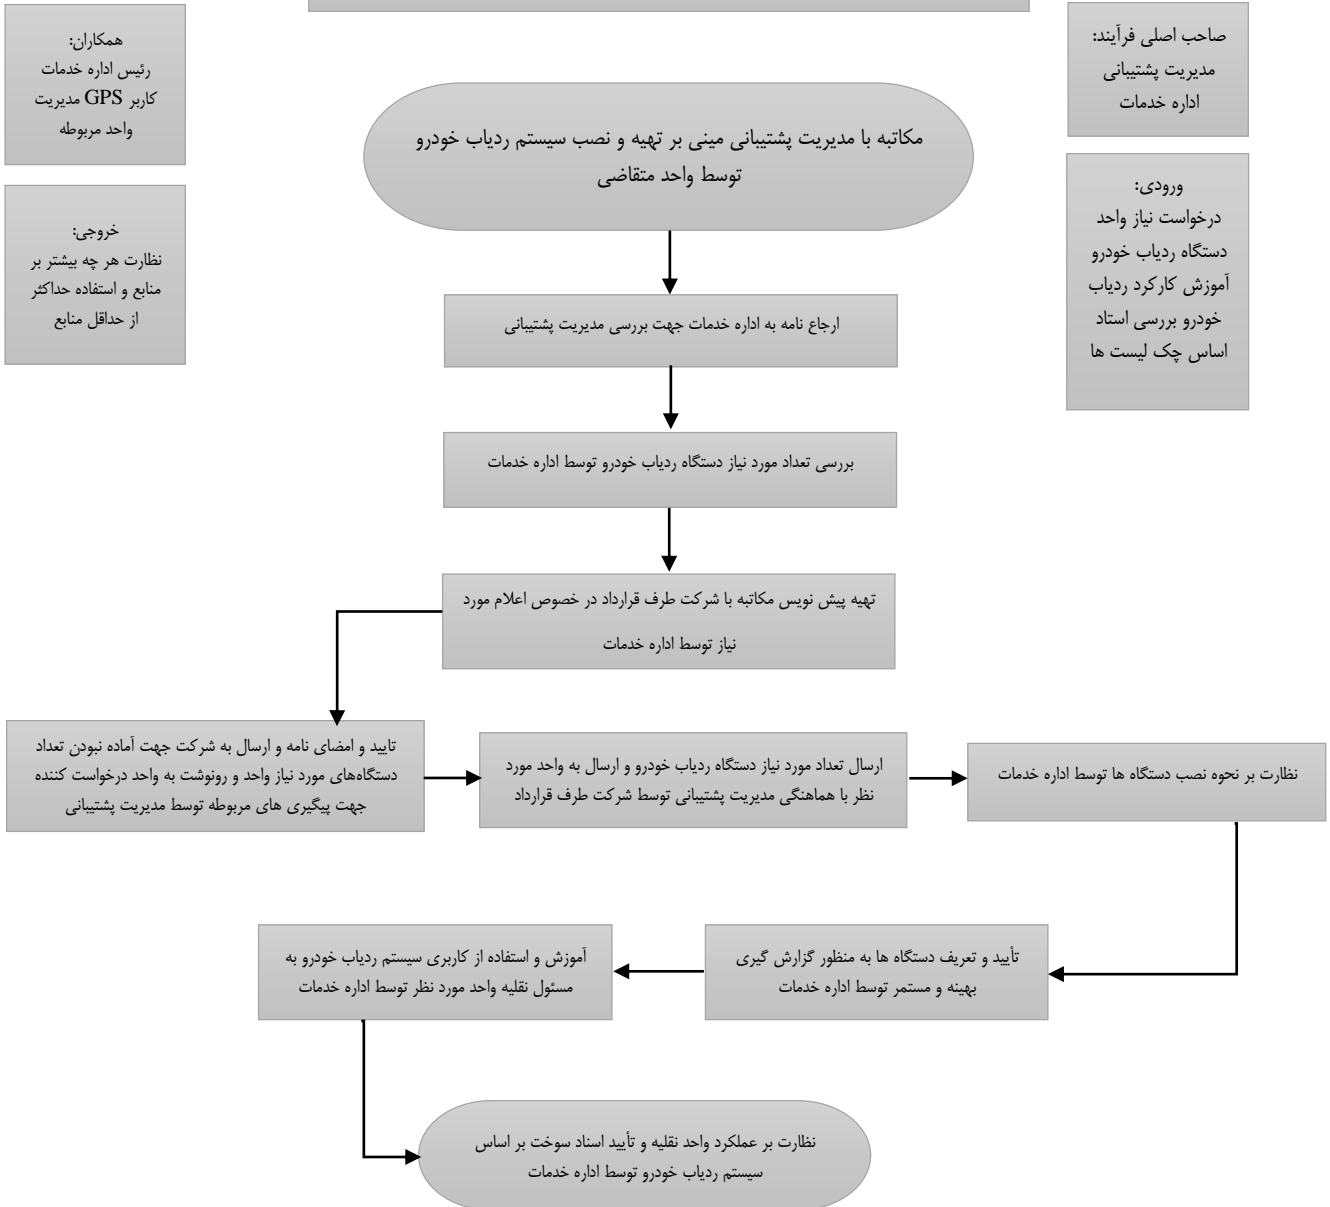 صاحب اصلی فرآیند:
مدیریت پشتیبانی
اداره خدمات
همکاران:
رئیس اداره خدمات
کاربر GPS مدیریت
واحد مربوطه
ورودی:
درخواست نیاز واحد
دستگاه ردیاب خودرو
آموزش کارکرد ردیاب
خودرو بررسی استاد
اساس چک لیست ها
خروجی:
نظارت هر چه بیشتر بر
منابع و استفاده حداکثر
از حداقل منابع
مکاتبه با مدیریت پشتیبانی مینی بر تهیه و نصب سیستم ردیاب خودرو
توسط واحد متقاضی
ارجاع نامه به اداره خدمات جهت بررسی مدیریت پشتیبانی
بررسی تعداد مورد نیاز دستگاه ردیاب خودرو توسط اداره خدمات
تهیه پیش نویس مکاتبه با شرکت طرف قرارداد در خصوص اعلام مورد
نیاز توسط اداره خدمات
تایید و امضای نامه و ارسال به شرکت جهت آماده نبودن تعداد
دستگاه‌های مورد نیاز واحد و رونوشت به واحد درخواست کننده
جهت پیگیری های مربوطه توسط مدیریت پشتیبانی
ارسال تعداد مورد نیاز دستگاه ردیاب خودرو و ارسال به واحد مورد
نظر با هماهنگی مدیریت پشتیبانی توسط شرکت طرف قرارداد
نظارت بر نحوه نصب دستگاه ها توسط اداره خدمات
تأیید و تعریف دستگاه ها به منظور گزارش گیری
بهینه و مستمر توسط اداره خدمات
آموزش و استفاده از کاربری سیستم ردیاب خودرو به
مسئول نقلیه واحد مورد نظر توسط اداره خدمات
نظارت بر عملکرد واحد نقلیه و تأیید اسناد سوخت بر اساس
سیستم ردیاب خودرو توسط اداره خدمات